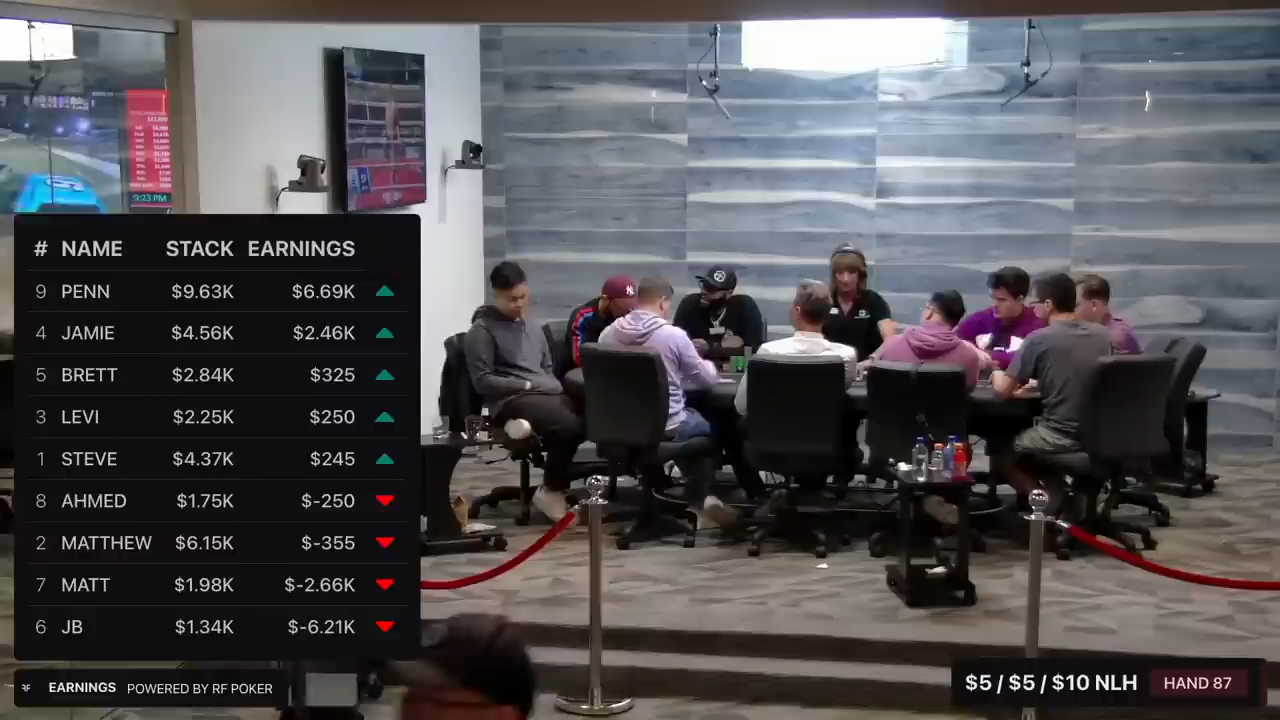 9:23 PM
# NAME STACK EARNINGS
9 PENN $9.63K $6.69K
4 JAMIE $4.56K $2.46K
5 BRETT $2.84K $325
3 LEVI $2.25K $250
1 STEVE $4.37K $245
8 AHMED $1.75K $-250
2 MATTHEW $6.15K $-355
7 MATT $1.98K $-2.66K
6 JB $1.34K $-6.21K
EARNINGS POWERED BY RF POKER
$5 / $5 / $10 NLH HAND 87